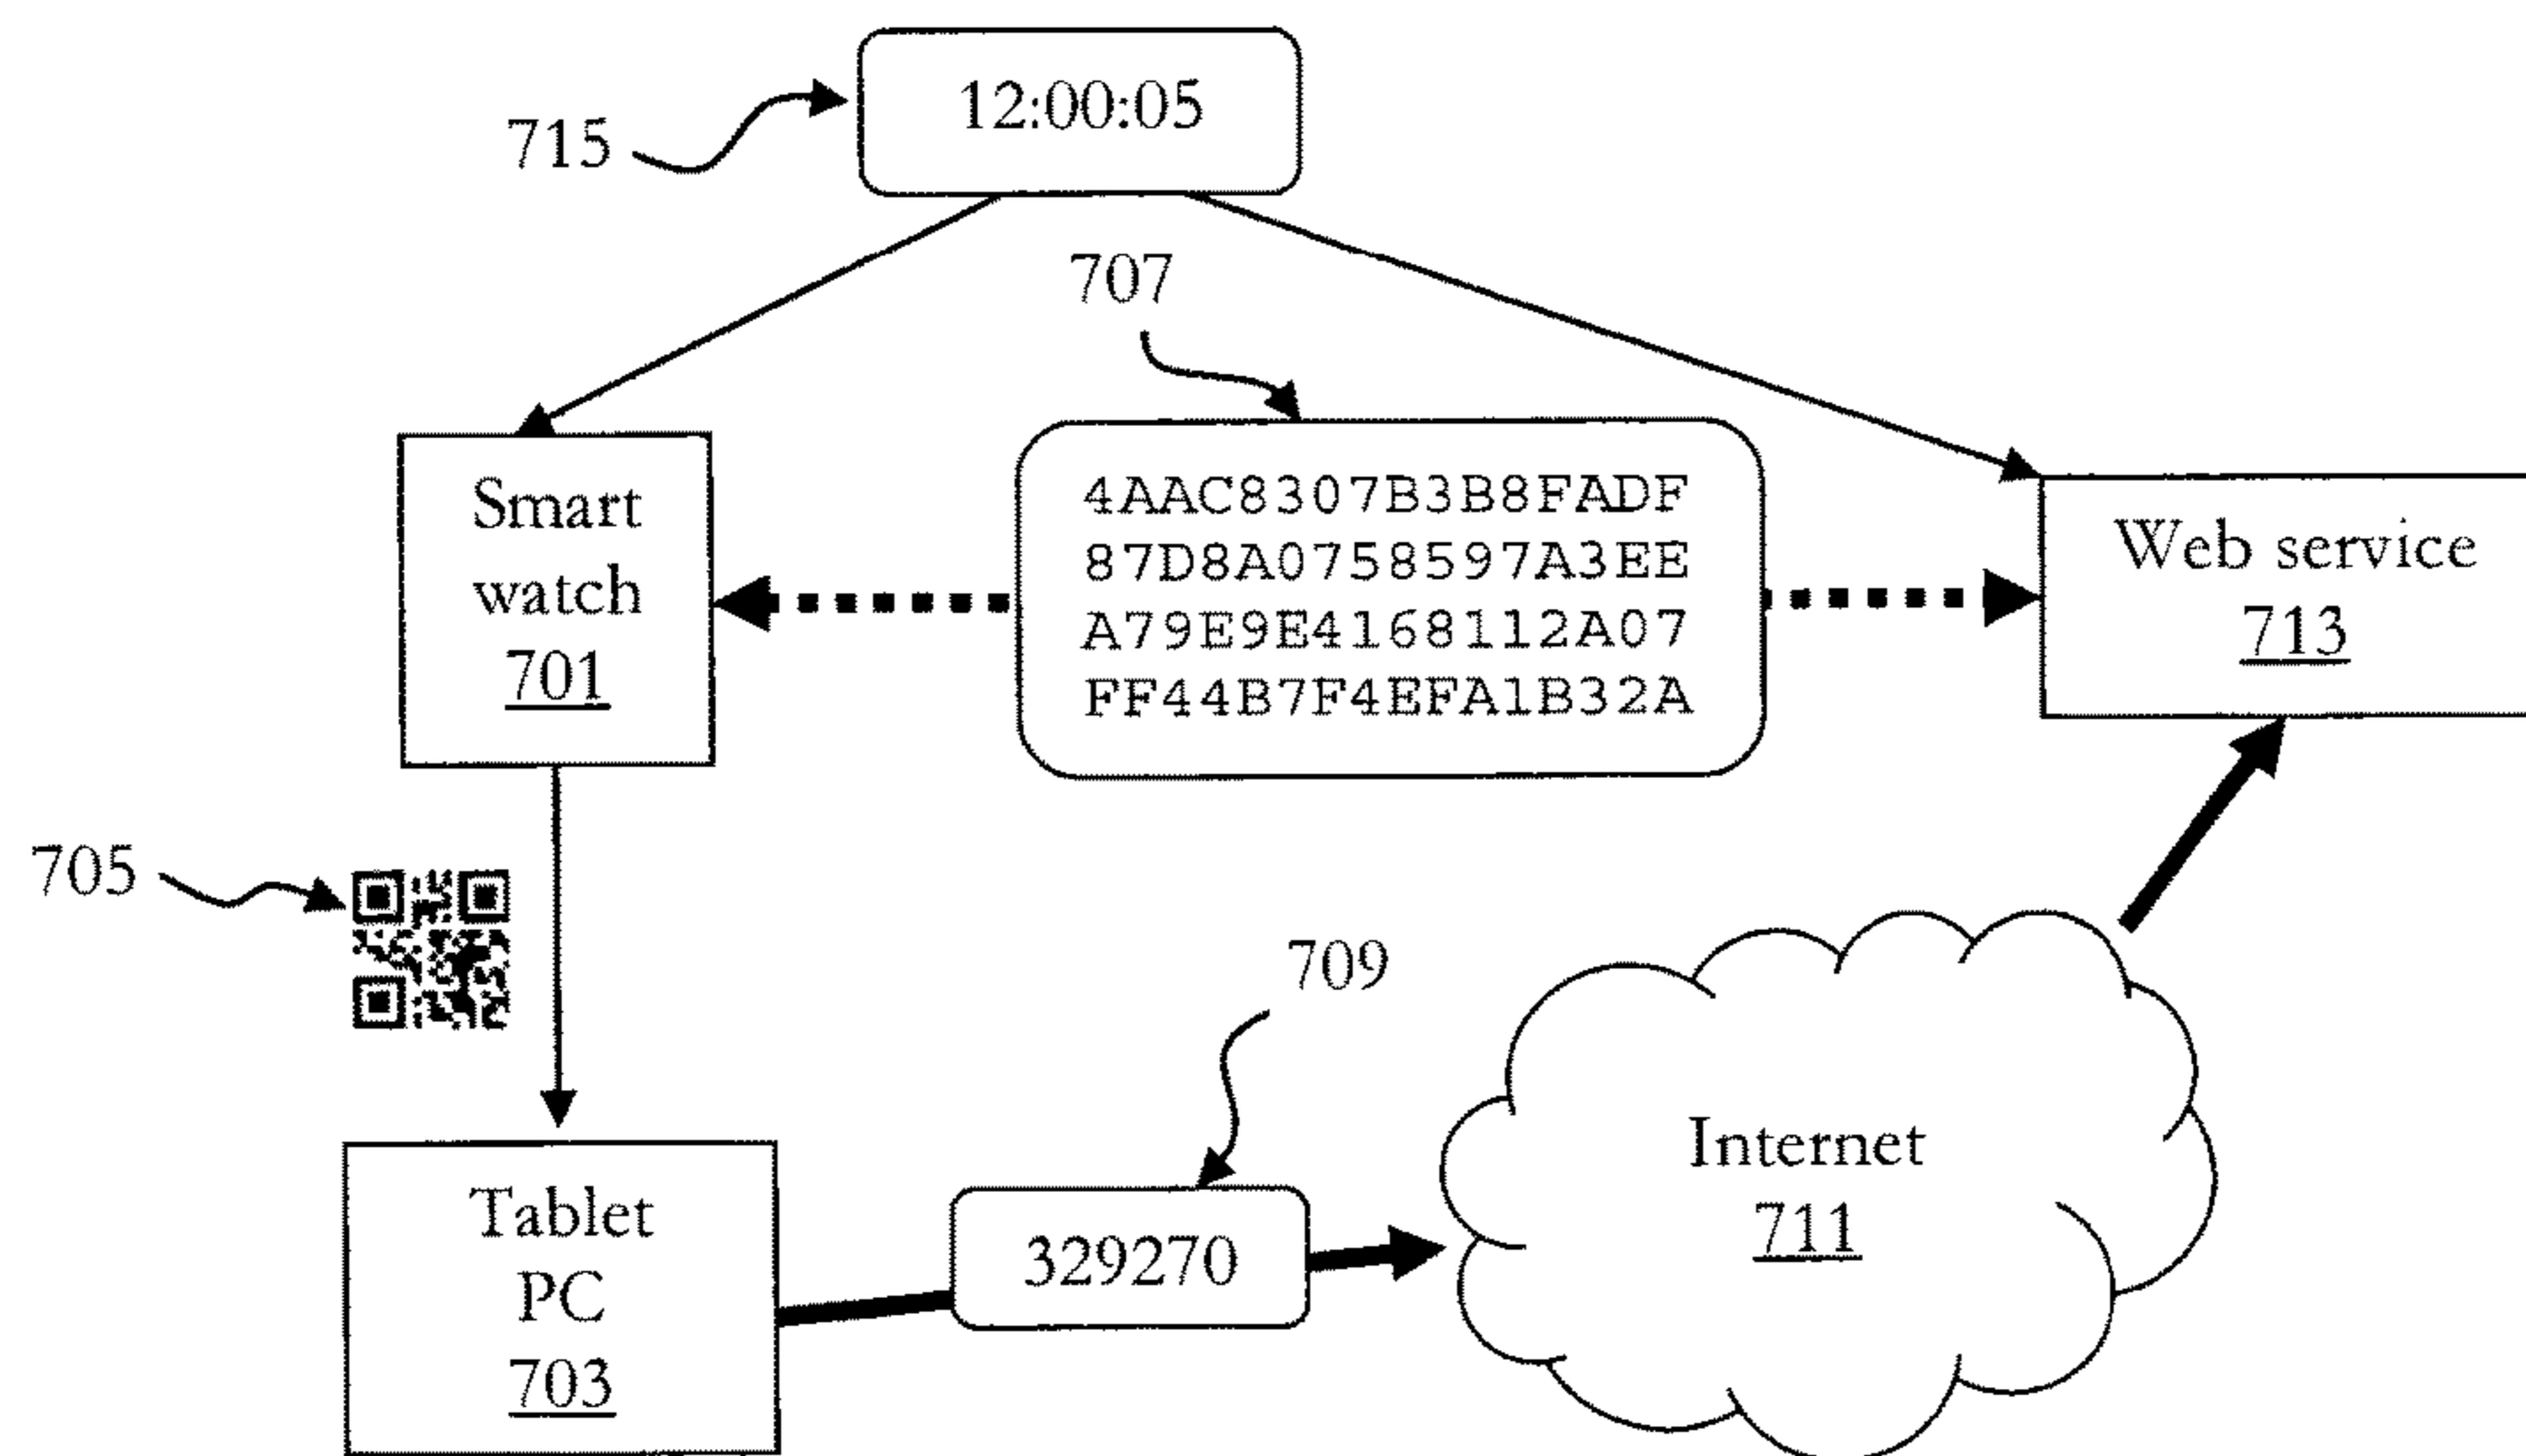 12:00:05
715
707
Smart
watch
701
4AAC8307B3B8FADF
87D8A0758597A3EE
A79E9E4168112A07
FF44B7F4EFA1B32A
Web service
713
705
709
Tablet
PC
703
329270
Internet
711